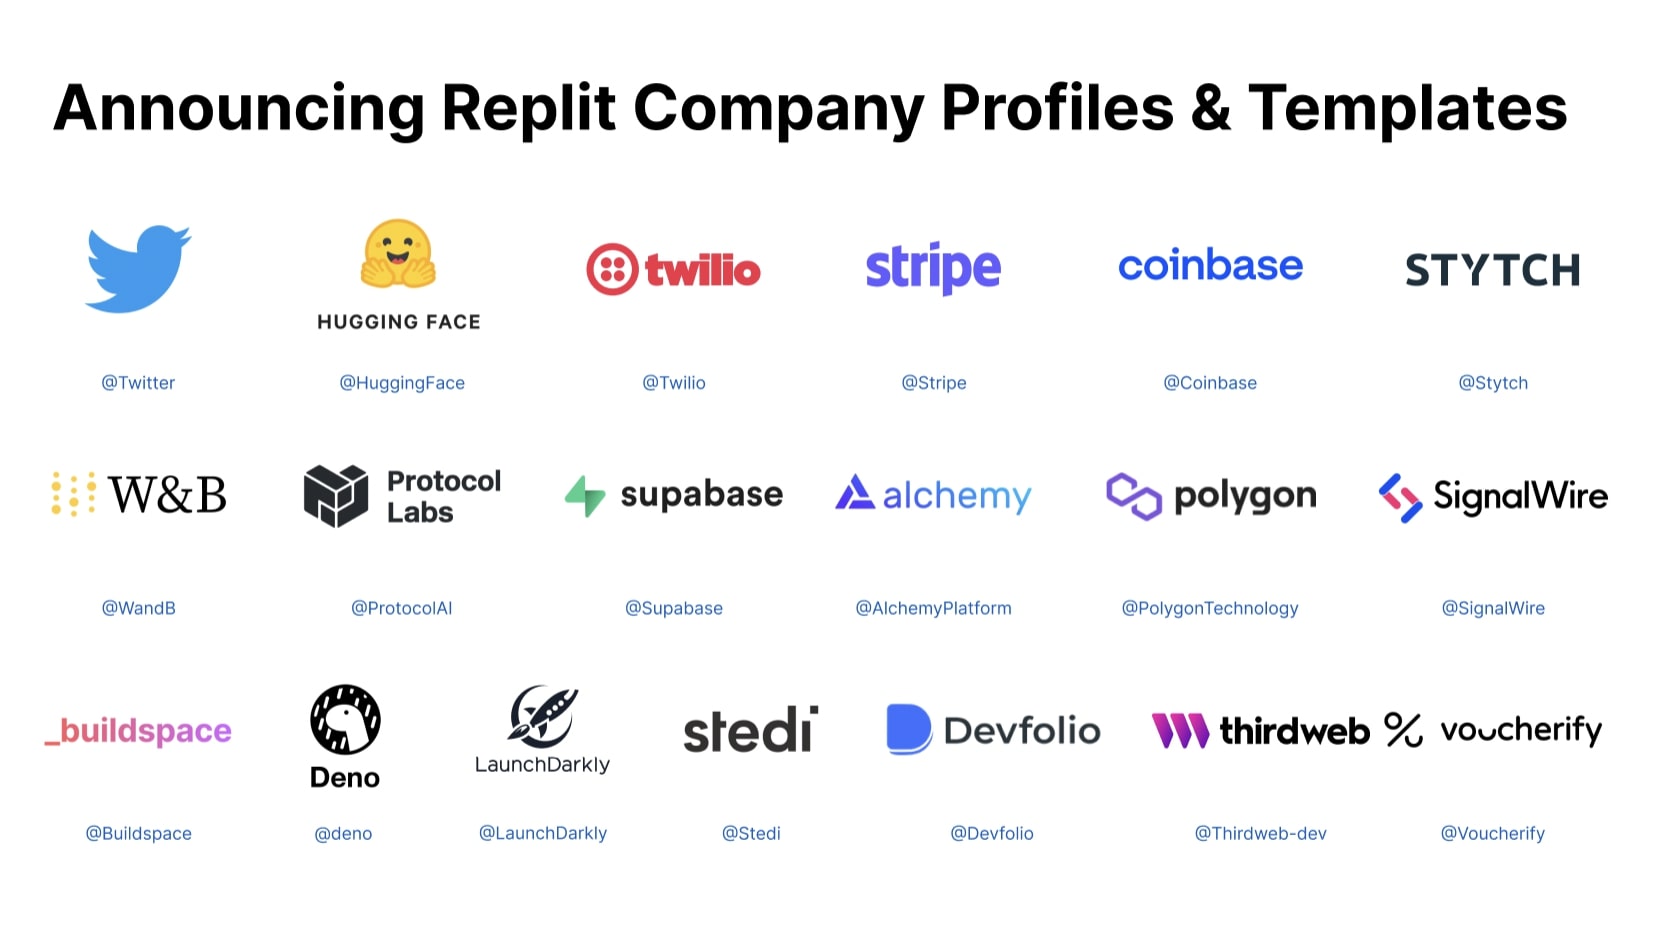 Announcing Replit Company Profiles & Templates
HUGGING FACE
twilio
stripe
coinbase
STYTCH
@Twitter
@HuggingFace
@Twilio
@Stripe
@Coinbase
@Stytch
W&B
Protocol
Labs
supabase
alchemy
polygon
SignalWire
@WandB
@ProtocolAI
@Supabase
@AlchemyPlatform
@PolygonTechnology
@SignalWire
_buildspace
Deno
LaunchDarkly
stedi
Devfolio
thirdweb
voucherify
@Buildspace
@deno
@LaunchDarkly
@Stedi
@Devfolio
@Thirdweb-dev
@Voucherify